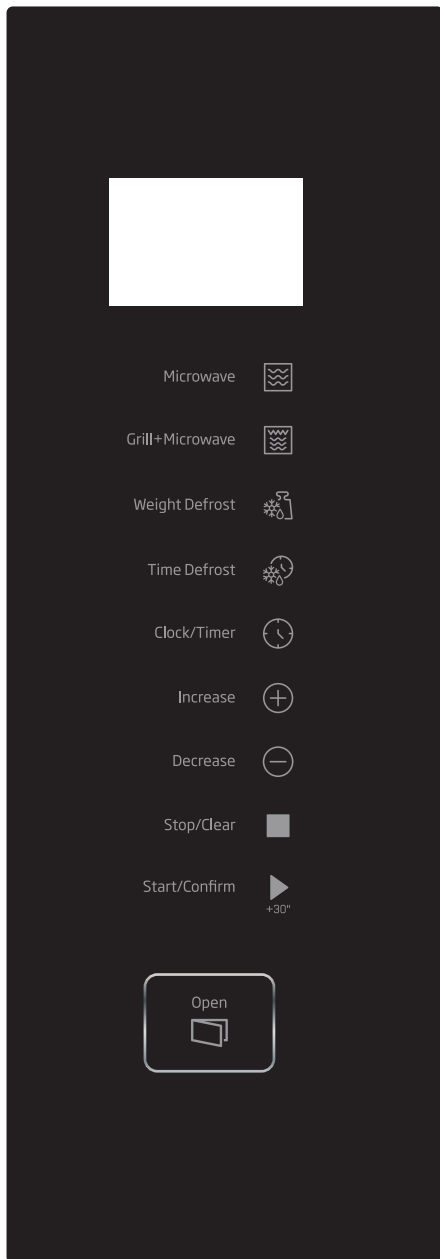 Microwave
Grill+Microwave
Weight Defrost
Time Defrost
Clock/Timer
Increase
Decrease
Stop/Clear
Start/Confirm
+30"
Open